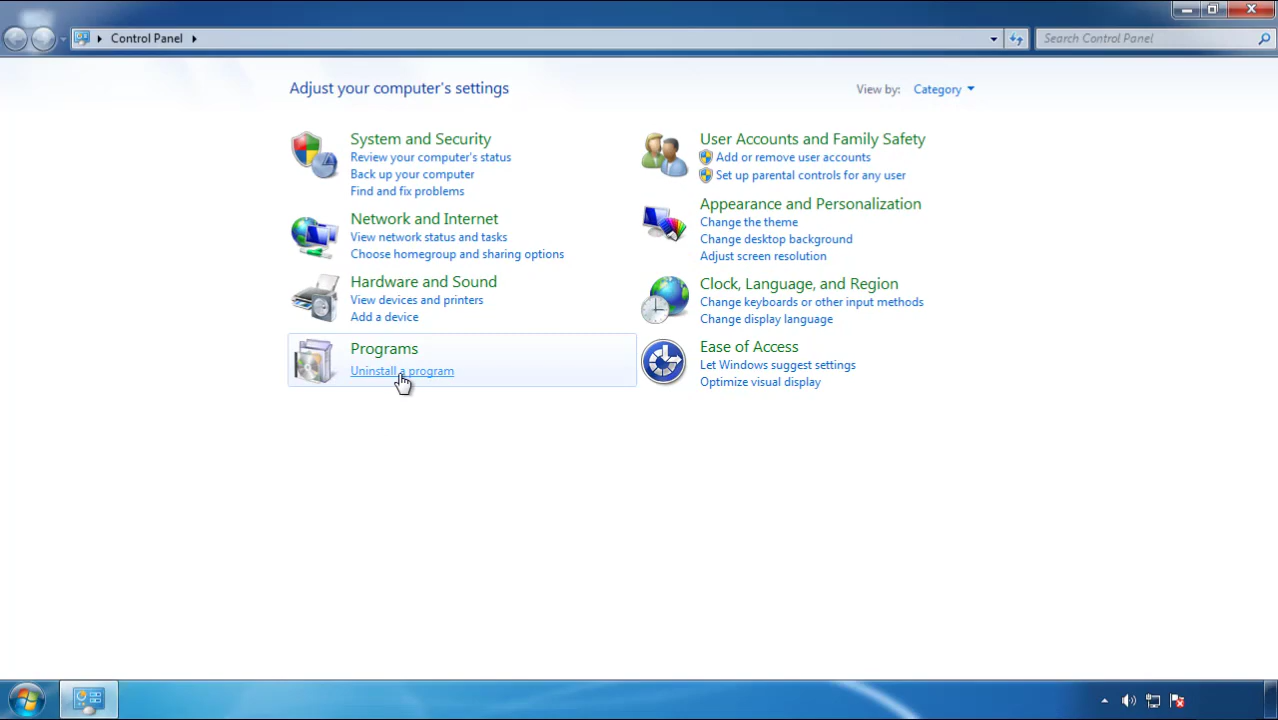 Control Panel
Search Control Panel
Adjust your computer's settings
View by: Category
System and Security
Review your computer's status
Back up your computer
Find and fix problems
Network and Internet
View network status and tasks
Choose homegroup and sharing options
Hardware and Sound
View devices and printers
Add a device
Programs
Uninstall a program
User Accounts and Family Safety
Add or remove user accounts
Set up parental controls for any user
Appearance and Personalization
Change the theme
Change desktop background
Adjust screen resolution
Clock, Language, and Region
Change keyboards or other input methods
Change display language
Ease of Access
Let Windows suggest settings
Optimize visual display